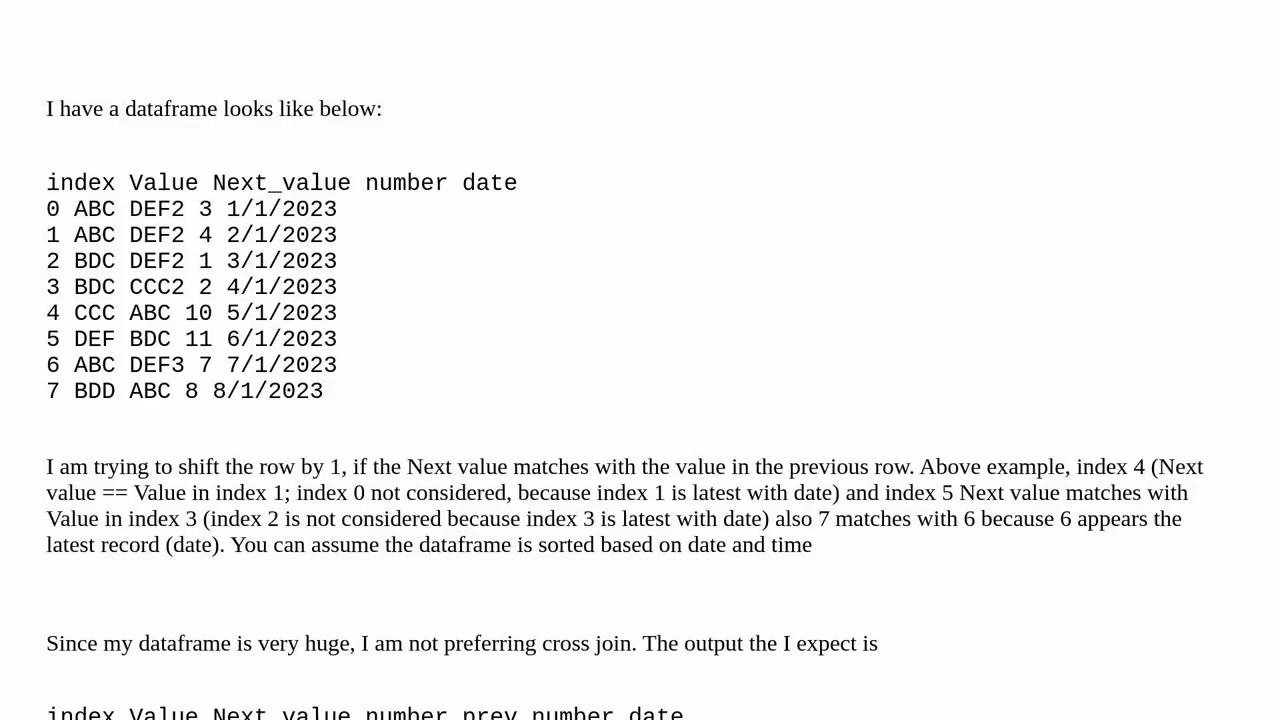 I have a dataframe looks like below:
index Value Next_value number date
0 ABC DEF2 3 1/1/2023
1 ABC DEF2 4 2/1/2023
2 BDC DEF2 1 3/1/2023
3 BDC CCC2 2 4/1/2023
4 CCC ABC 10 5/1/2023
5 DEF BDC 11 6/1/2023
6 ABC DEF3 7 7/1/2023
7 BDD ABC 8 8/1/2023
I am trying to shift the row by 1, if the Next value matches with the value in the previous row. Above example, index 4 (Next
value == Value in index 1; index 0 not considered, because index 1 is latest with date) and index 5 Next value matches with
Value in index 3 (index 2 is not considered because index 3 is latest with date) also 7 matches with 6 because 6 appears the
latest record (date). You can assume the dataframe is sorted based on date and time
Since my dataframe is very huge, I am not preferring cross join. The output the I expect is
index Value Next_value number prev_number date